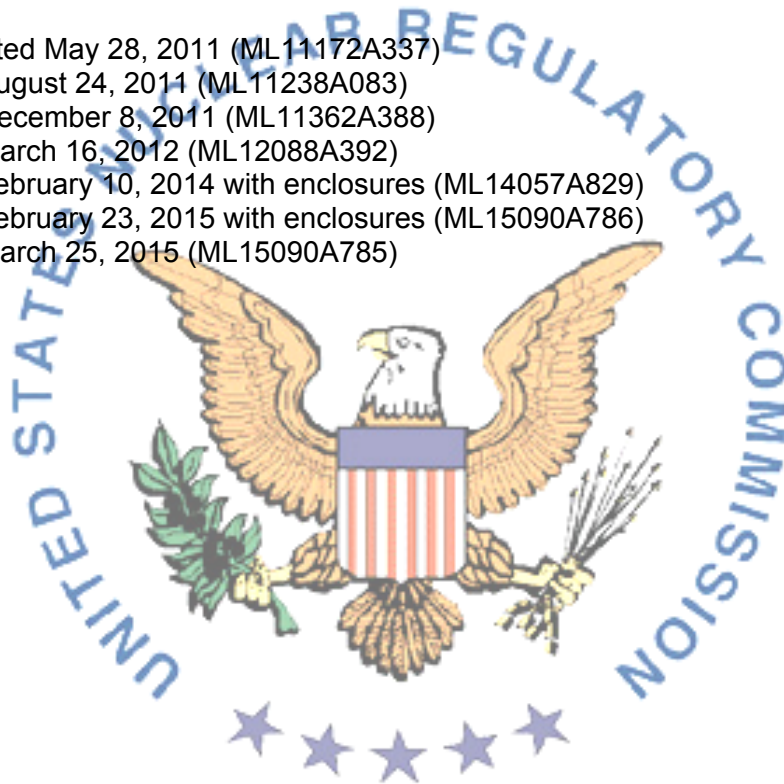 ted May 28, 2011 (ML11172A337)
ugust 24, 2011 (ML11238A083)
ecember 8, 2011 (ML11362A388)
arch 16, 2012 (ML12088A392)
ebruary 10, 2014 with enclosures (ML14057A829)
ebruary 23, 2015 with enclosures (ML15090A786)
arch 25, 2015 (ML15090A785)
UNITED STATES NUCLEAR REGULATORY COMMISSION